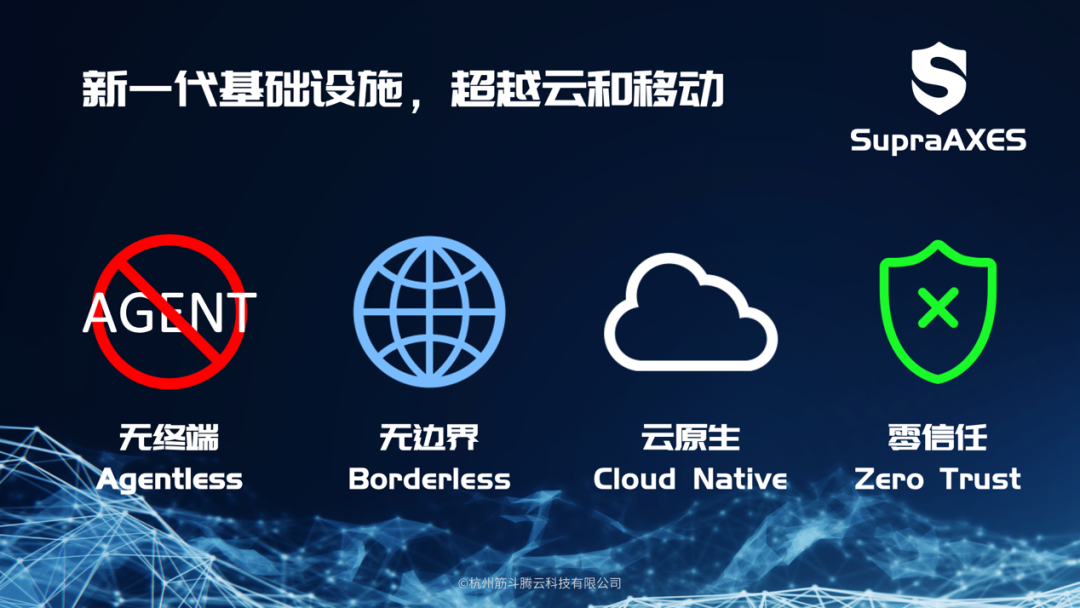 新一代基础设施，超越云和移动
SupraAXES
AGENT
无终端
Agentless
无边界
Borderless
云原生
Cloud Native
零信任
Zero Trust
©杭州筋斗腾云科技有限公司